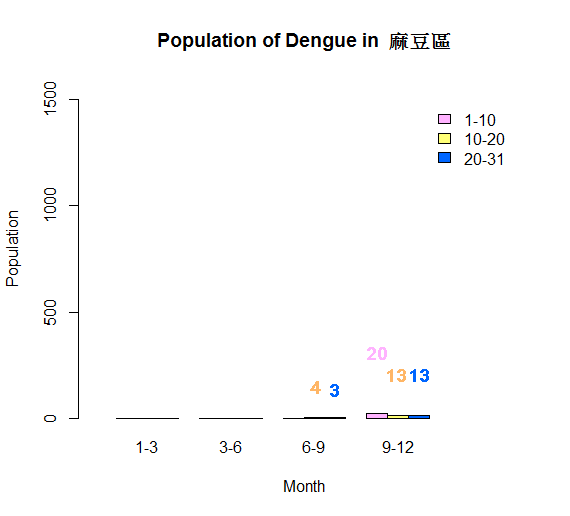 Population of Dengue in 麻豆區
1-10
10-20
20-31
1500
1000
500
0
Population
20
13 13
4 3
1-3 3-6 6-9 9-12
Month